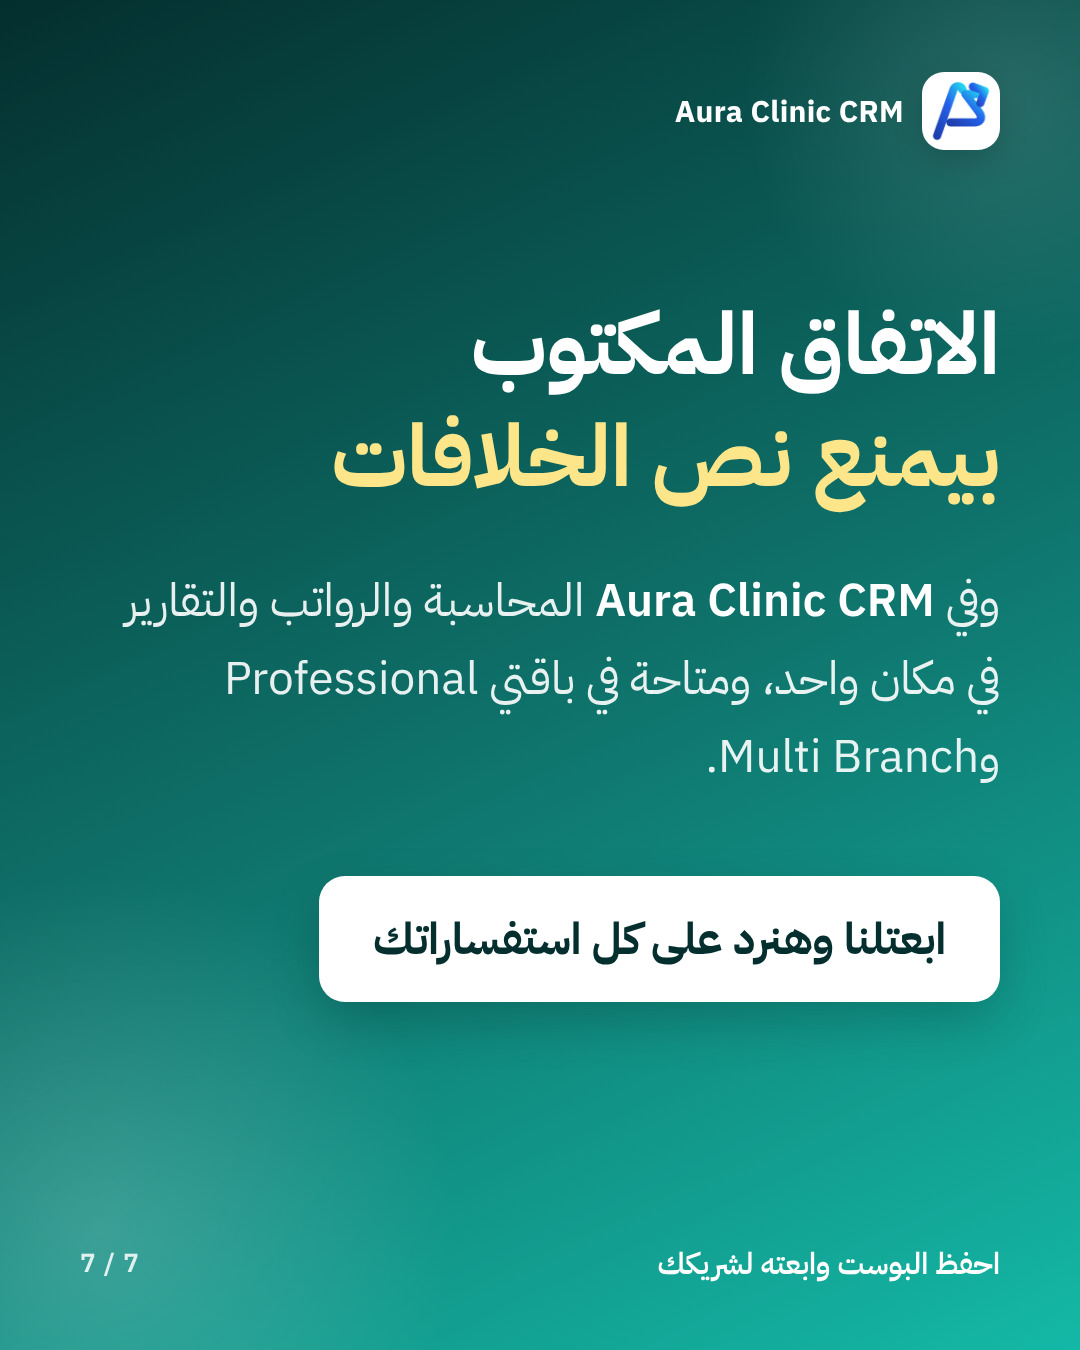 Aura Clinic CRM
الاتفاق المكتوب
بيمنع نص الخلافات
وفي Aura Clinic CRM المحاسبة والرواتب والتقارير
في مكان واحد، ومتاحة في باقتي Professional
وMulti Branch.
ابعتلنا وهنرد على كل استفساراتك
احفظ البوست وابعته لشريكك
7 / 7